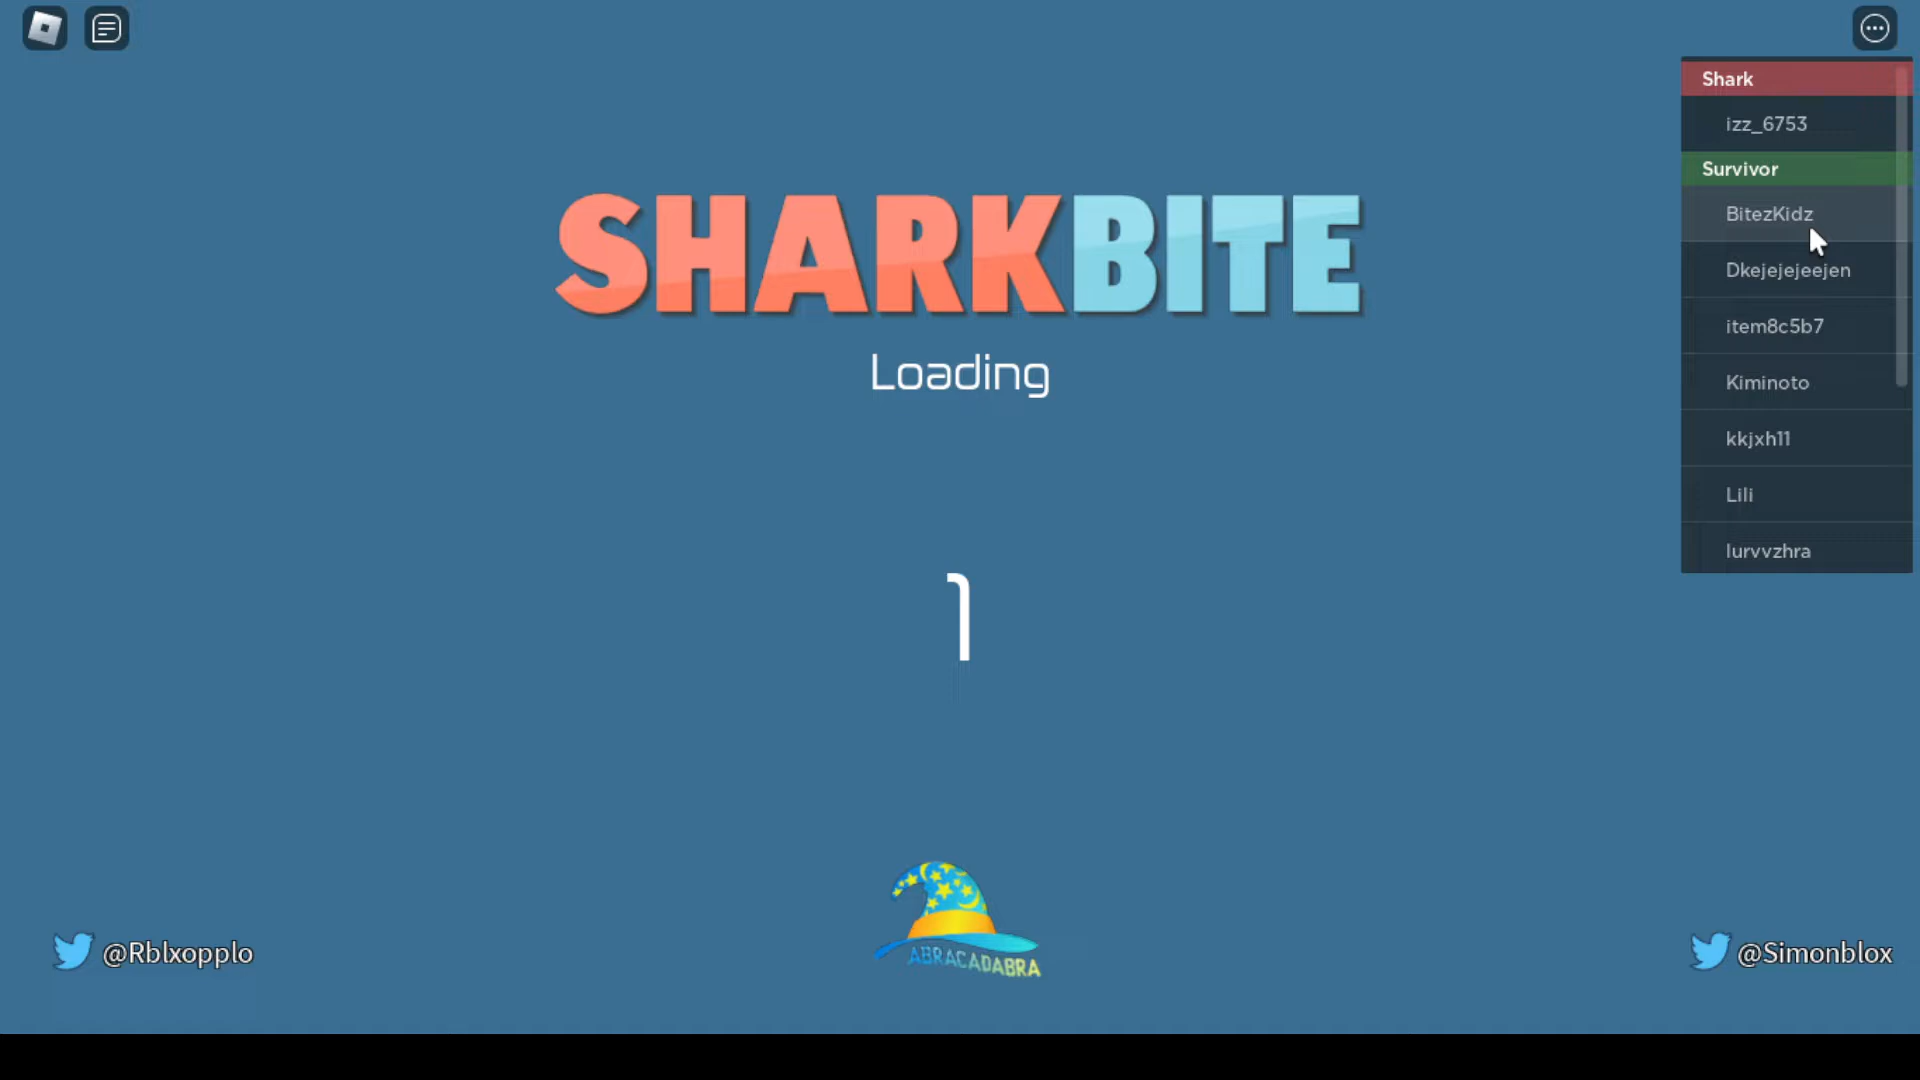 SHARKBITE
Loading
1
ABRACADABRA
@Rblxopplo
@Simonblox
Shark
izz_6753
Survivor
BitezKidz
Dkejejejeejen
item8c5b7
Kiminoto
kkjxh11
Lili
lurvvzhra